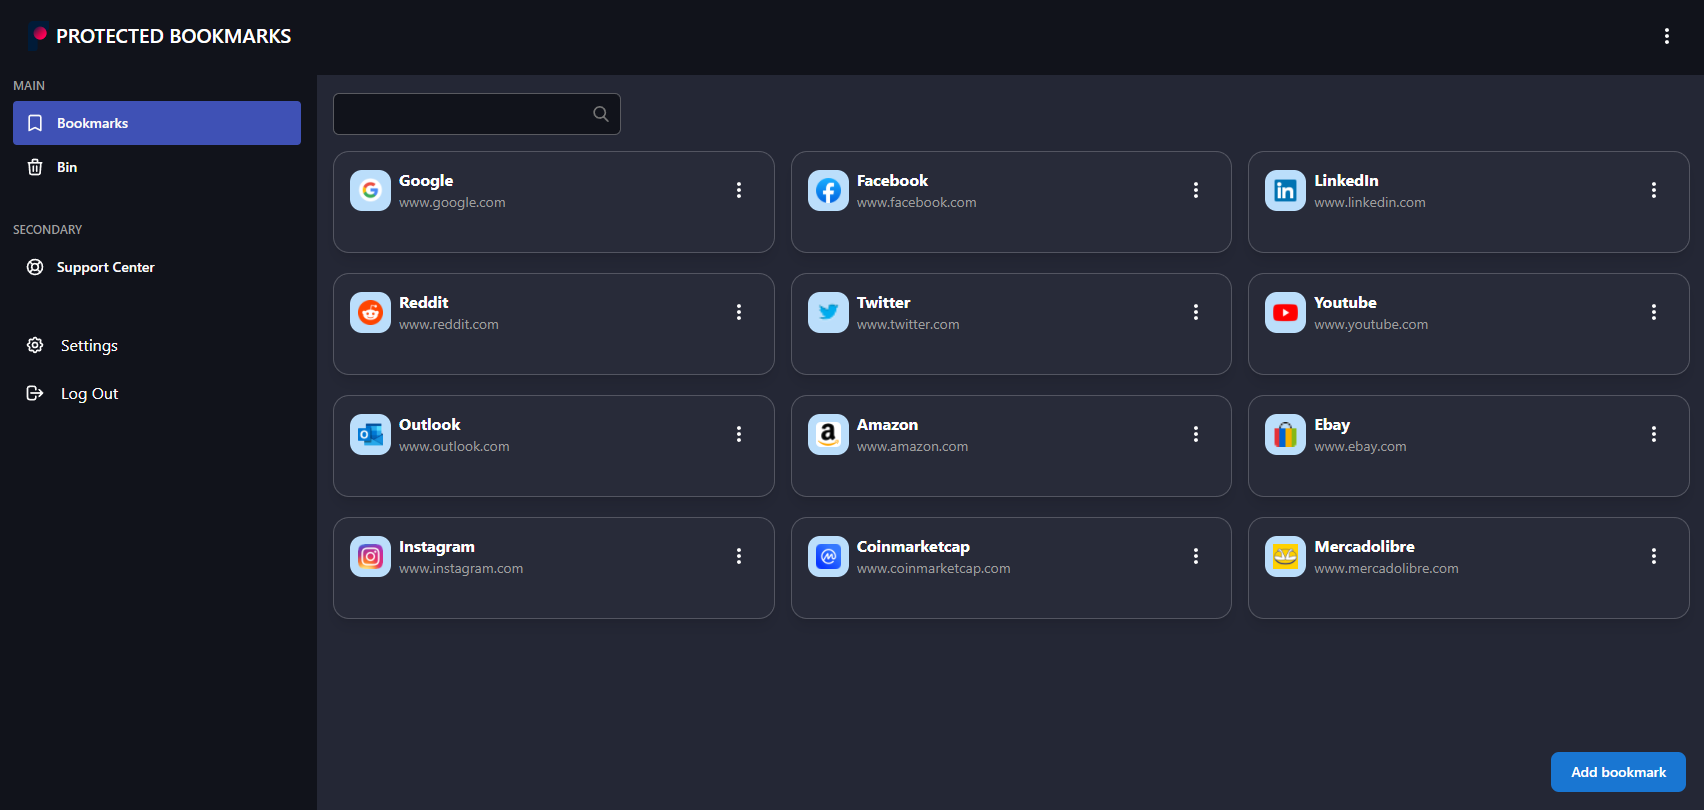 PROTECTED BOOKMARKS
MAIN
Bookmarks
Bin
SECONDARY
Support Center
Settings
Log Out
Google
www.google.com
Facebook
www.facebook.com
LinkedIn
www.linkedin.com
Reddit
www.reddit.com
Twitter
www.twitter.com
Youtube
www.youtube.com
Outlook
www.outlook.com
Amazon
www.amazon.com
Ebay
www.ebay.com
Instagram
www.instagram.com
Coinmarketcap
www.coinmarketcap.com
Mercadolibre
www.mercadolibre.com
Add bookmark